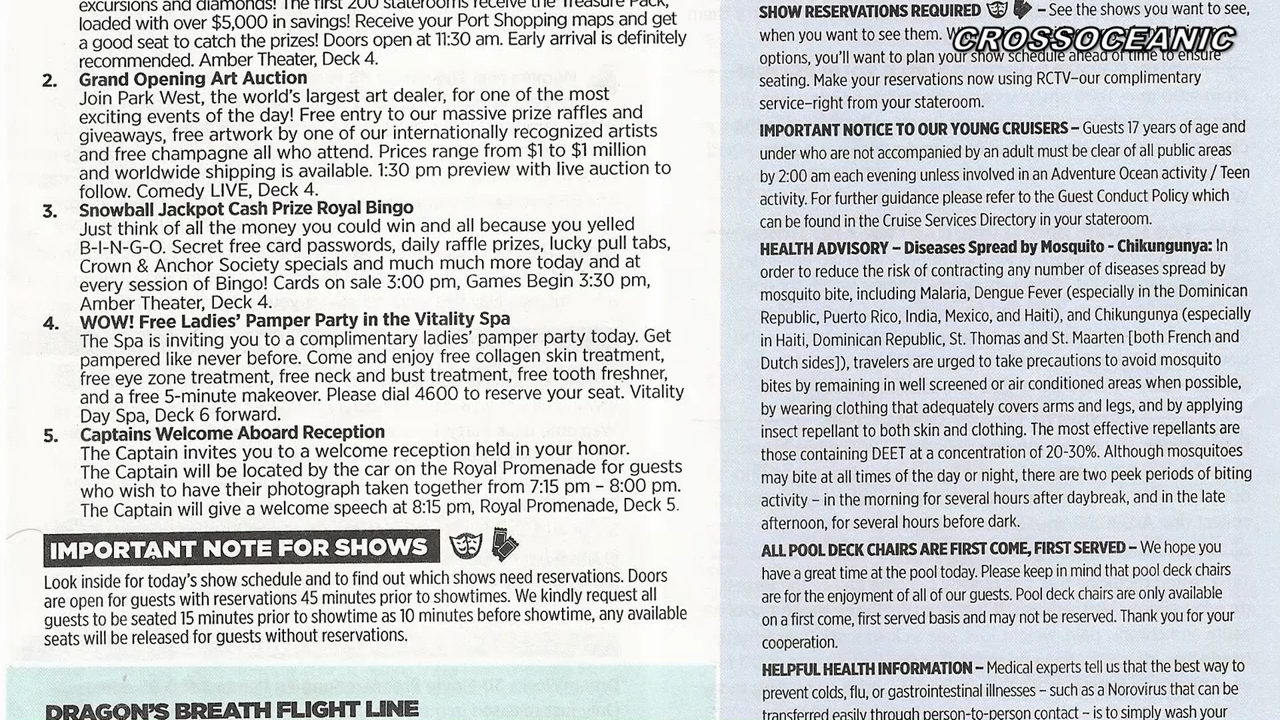 excursions and diamonds! The first 200 staterooms receive the Treasure Pack,
loaded with over $5,000 in savings! Receive your Port Shopping maps and get
a good seat to catch the prizes! Doors open at 11:30 am. Early arrival is definitely
recommended. Amber Theater, Deck 4.
2. Grand Opening Art Auction
Join Park West, the world's largest art dealer, for one of the most
exciting events of the day! Free entry to our massive prize raffles and
giveaways, free artwork by one of our internationally recognized artists
and free champagne all who attend. Prices range from $1 to $1 million
and worldwide shipping is available. 1:30 pm preview with live auction to
follow. Comedy LIVE, Deck 4.
3. Snowball Jackpot Cash Prize Royal Bingo
Just think of all the money you could win and all because you yelled
B-I-N-G-O. Secret free card passwords, daily raffle prizes, lucky pull tabs,
Crown & Anchor Society specials and much much more today and at
every session of Bingo! Cards on sale 3:00 pm, Games Begin 3:30 pm,
Amber Theater, Deck 4.
4. WOW! Free Ladies' Pamper Party in the Vitality Spa
The Spa is inviting you to a complimentary ladies' pamper party today. Get
pampered like never before. Come and enjoy free collagen skin treatment,
free eye zone treatment, free neck and bust treatment, free tooth freshner,
and a free 5-minute makeover. Please dial 4600 to reserve your seat. Vitality
Day Spa, Deck 6 forward.
5. Captains Welcome Aboard Reception
The Captain invites you to a welcome reception held in your honor.
The Captain will be located by the car on the Royal Promenade for guests
who wish to have their photograph taken together from 7:15 pm – 8:00 pm.
The Captain will give a welcome speech at 8:15 pm, Royal Promenade, Deck 5.
IMPORTANT NOTE FOR SHOWS
Look inside for today's show schedule and to find out which shows need reservations. Doors
are open for guests with reservations 45 minutes prior to showtimes. We kindly request all
guests to be seated 15 minutes prior to showtime as 10 minutes before showtime, any available
seats will be released for guests without reservations.
DRAGON'S BREATH FLIGHT LINE
SHOW RESERVATIONS REQUIRED – See the shows you want to see,
when you want to see them.
CROSSOCEANIC
options, you'll want to plan your show schedule ahead of time to ensure
seating. Make your reservations now using RCTV–our complimentary
service–right from your stateroom.
IMPORTANT NOTICE TO OUR YOUNG CRUISERS – Guests 17 years of age and
under who are not accompanied by an adult must be clear of all public areas
by 2:00 am each evening unless involved in an Adventure Ocean activity / Teen
activity. For further guidance please refer to the Guest Conduct Policy which
can be found in the Cruise Services Directory in your stateroom.
HEALTH ADVISORY – Diseases Spread by Mosquito - Chikungunya: In
order to reduce the risk of contracting any number of diseases spread by
mosquito bite, including Malaria, Dengue Fever (especially in the Dominican
Republic, Puerto Rico, India, Mexico, and Haiti), and Chikungunya (especially
in Haiti, Dominican Republic, St. Thomas and St. Maarten [both French and
Dutch sides]), travelers are urged to take precautions to avoid mosquito
bites by remaining in well screened or air conditioned areas when possible,
by wearing clothing that adequately covers arms and legs, and by applying
insect repellant to both skin and clothing. The most effective repellants are
those containing DEET at a concentration of 20-30%. Although mosquitoes
may bite at all times of the day or night, there are two peek periods of biting
activity – in the morning for several hours after daybreak, and in the late
afternoon, for several hours before dark.
ALL POOL DECK CHAIRS ARE FIRST COME, FIRST SERVED – We hope you
have a great time at the pool today. Please keep in mind that pool deck chairs
are for the enjoyment of all of our guests. Pool deck chairs are only available
on a first come, first served basis and may not be reserved. Thank you for your
cooperation.
HELPFUL HEALTH INFORMATION – Medical experts tell us that the best way to
prevent colds, flu, or gastrointestinal illnesses – such as a Norovirus that can be
transferred easily through person-to-person contact – is to simply wash your